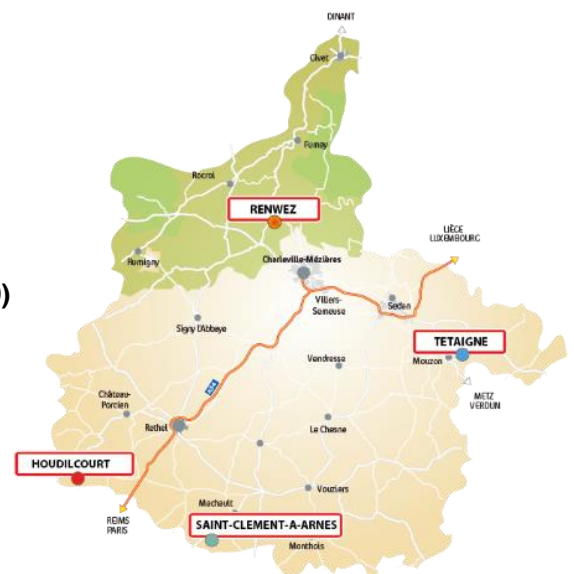 DINANT
Givet
Fumay
Rocroi
RENWEZ
LIÈGE
LUXEMBOURG
Rumigny
Charleville-Mézières
)
Villers-
Semeuse
Sedan
Signy L'Abbaye
TETAIGNE
Mouzon
Vendresse
A34
METZ
VERDUN
Château-
Porcien
Rethel
Le Chesne
HOUDILCOURT
Vouziers
Machault
REIMS
PARIS
SAINT-CLEMENT-A-ARNES
Monthois